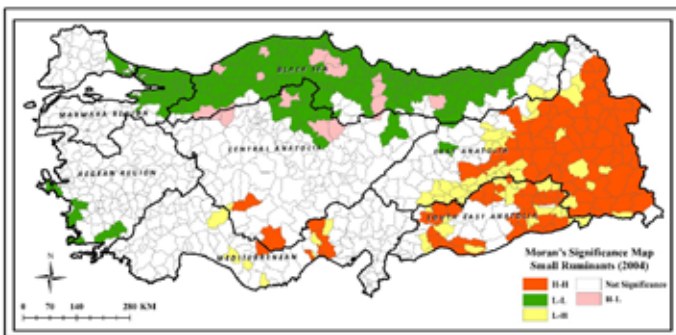 BLACK SEA
MARMARA REGION
CENTRAL ANATOLIA
EAST ANATOLIA
AEGEAN REGION
SOUTH EAST ANATOLIA
MEDITERRANEAN
N
Moran's Significance Map
Small Ruminants (2004)
H-H Not Significance
L-L H-L
L-H
0 70 140 280 KM